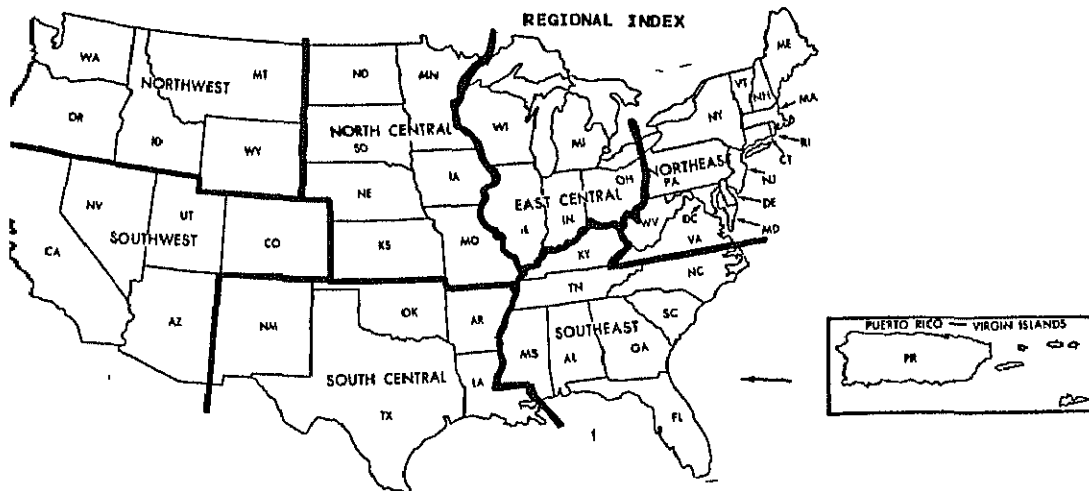 REGIONAL INDEX
ME
WA
MT
ND
MN
VT
NH
NORTHWEST
MA
OR
NY
WI
MI
NORTH CENTRAL
ID
SD
RI
WY
CT
IA
OH
NORTHEAST
PA
NJ
NE
EAST CENTRAL
NV
UT
IL
IN
DE
WV
DC
SOUTHWEST
CO
KS
MO
VA
MD
CA
KY
NC
TN
OK
AR
SC
AZ
NM
SOUTHEAST
PUERTO RICO — VIRGIN ISLANDS
MS
AL
GA
PR
SOUTH CENTRAL
LA
TX
FL
1